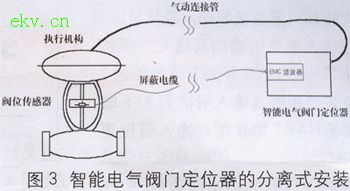 ekv.cn
气动连接管
执行机构
屏蔽电缆
EMC 滤波器
阀位传感器
智能电气阀门定位器
图3 智能电气阀门定位器的分离式安装